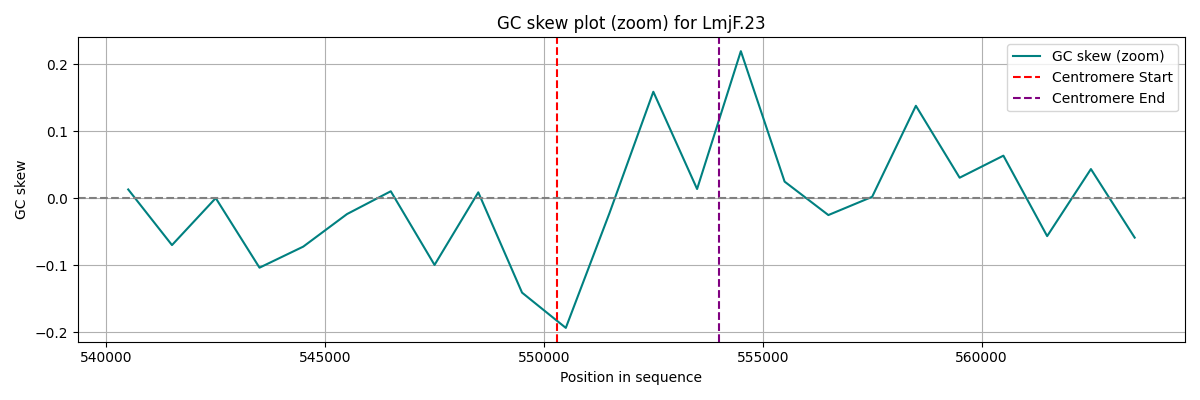 GC skew plot (zoom) for LmjF.23
GC skew (zoom)
Centromere Start
Centromere End
GC skew
0.2
0.1
0.0
−0.1
−0.2
540000
545000
550000
555000
560000
Position in sequence